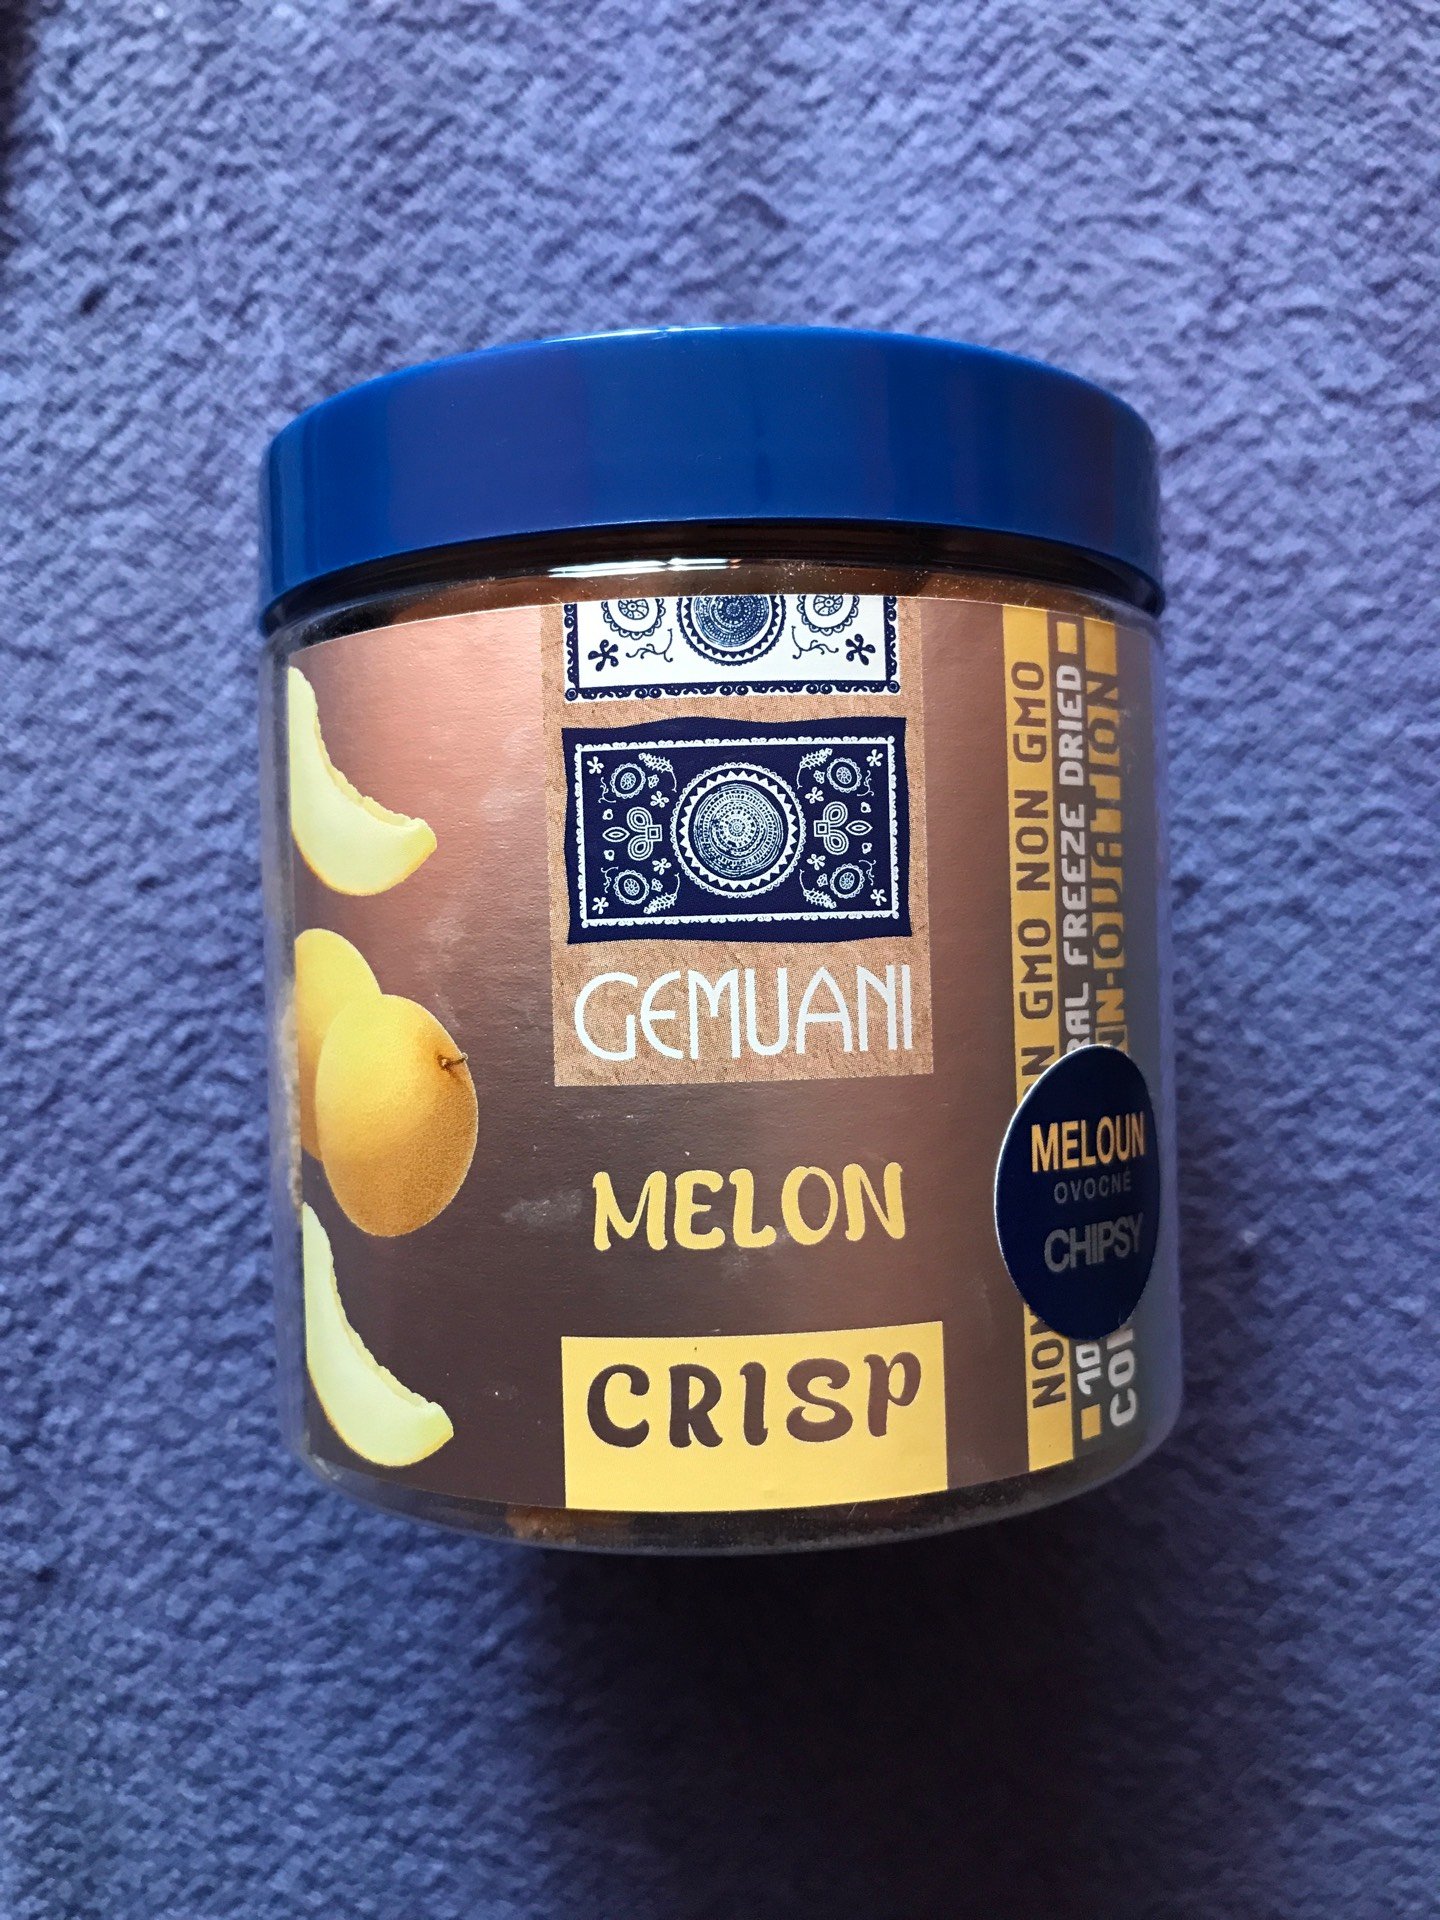 GEMUANI
MELON
CRISP
NON GMO NON GMO
FREEZE DRIED
MELOUN
OVOCNÉ
CHIPSY